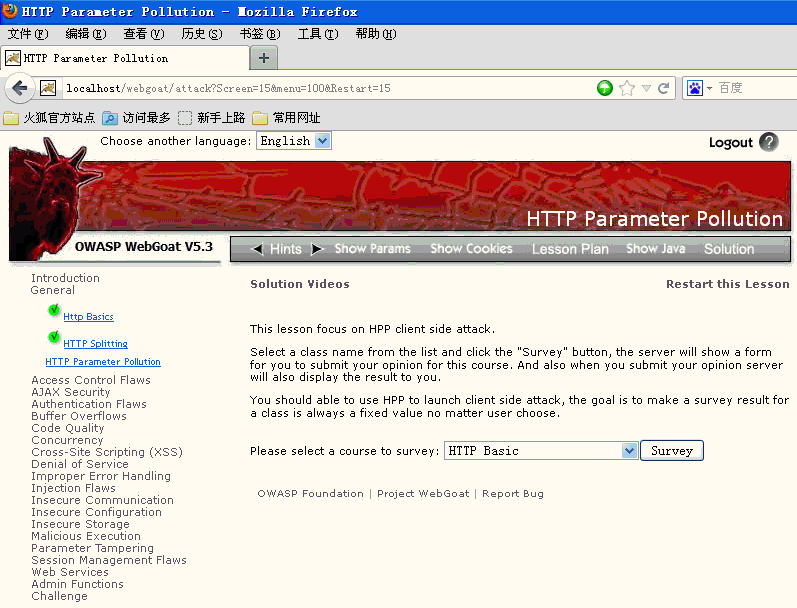 HTTP Parameter Pollution - Mozilla Firefox
文件(F) 编辑(E) 查看(V) 历史(S) 书签(B) 工具(T) 帮助(H)
HTTP Parameter Pollution +
localhost/webgoat/attack?Screen=15&menu=100&Restart=15 百度
火狐官方站点 访问最多 新手上路 常用网址
Choose another language: English Logout ?
HTTP Parameter Pollution
OWASP WebGoat V5.3 Hints Show Params Show Cookies Lesson Plan Show Java Solution
Introduction
General
Http Basics
HTTP Splitting
HTTP Parameter Pollution
Access Control Flaws
AJAX Security
Authentication Flaws
Buffer Overflows
Code Quality
Concurrency
Cross-Site Scripting (XSS)
Denial of Service
Improper Error Handling
Injection Flaws
Insecure Communication
Insecure Configuration
Insecure Storage
Malicious Execution
Parameter Tampering
Session Management Flaws
Web Services
Admin Functions
Challenge
Solution Videos Restart this Lesson
This lesson focus on HPP client side attack.
Select a class name from the list and click the "Survey" button, the server will show a form
for you to submit your opinion for this course. And also when you submit your opinion server
will also display the result to you.
You should able to use HPP to launch client side attack, the goal is to make a survey result for
a class is always a fixed value no matter user choose.
Please select a course to survey: HTTP Basic Survey
OWASP Foundation | Project WebGoat | Report Bug